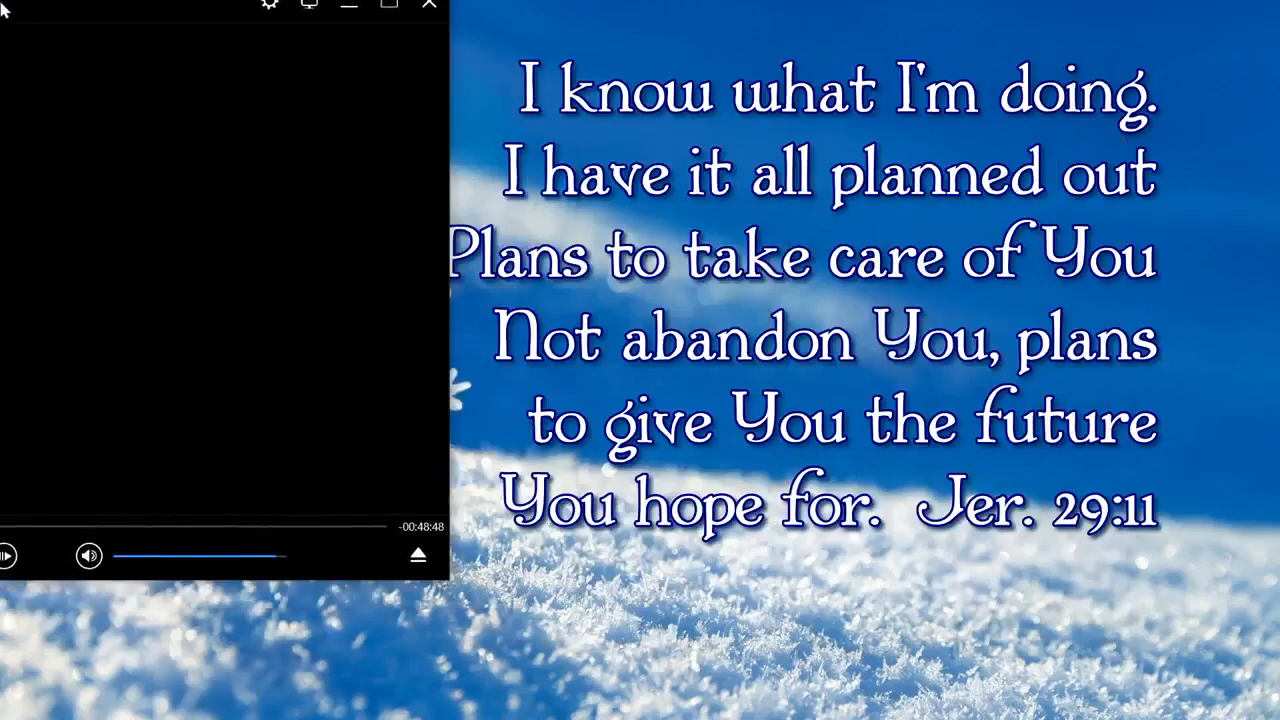 I know what I'm doing.
I have it all planned out
Plans to take care of You
Not abandon You, plans
to give You the future
You hope for. Jer. 29:11
-00:48:48